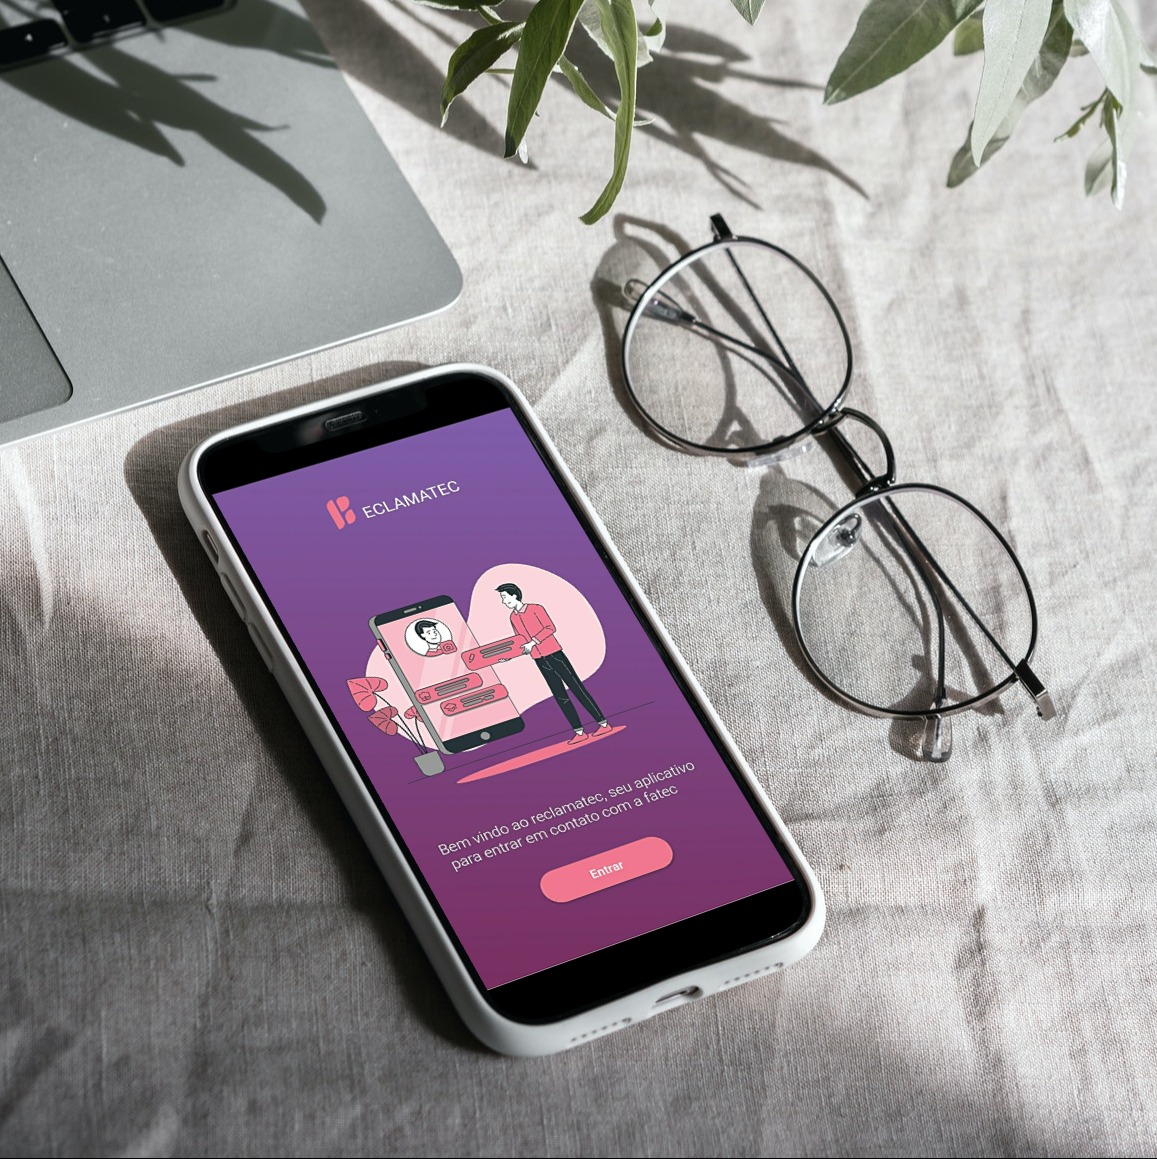 ECLAMATEC
Bem vindo ao reclamatec, seu aplicativo
para entrar em contato com a fatec
Entrar